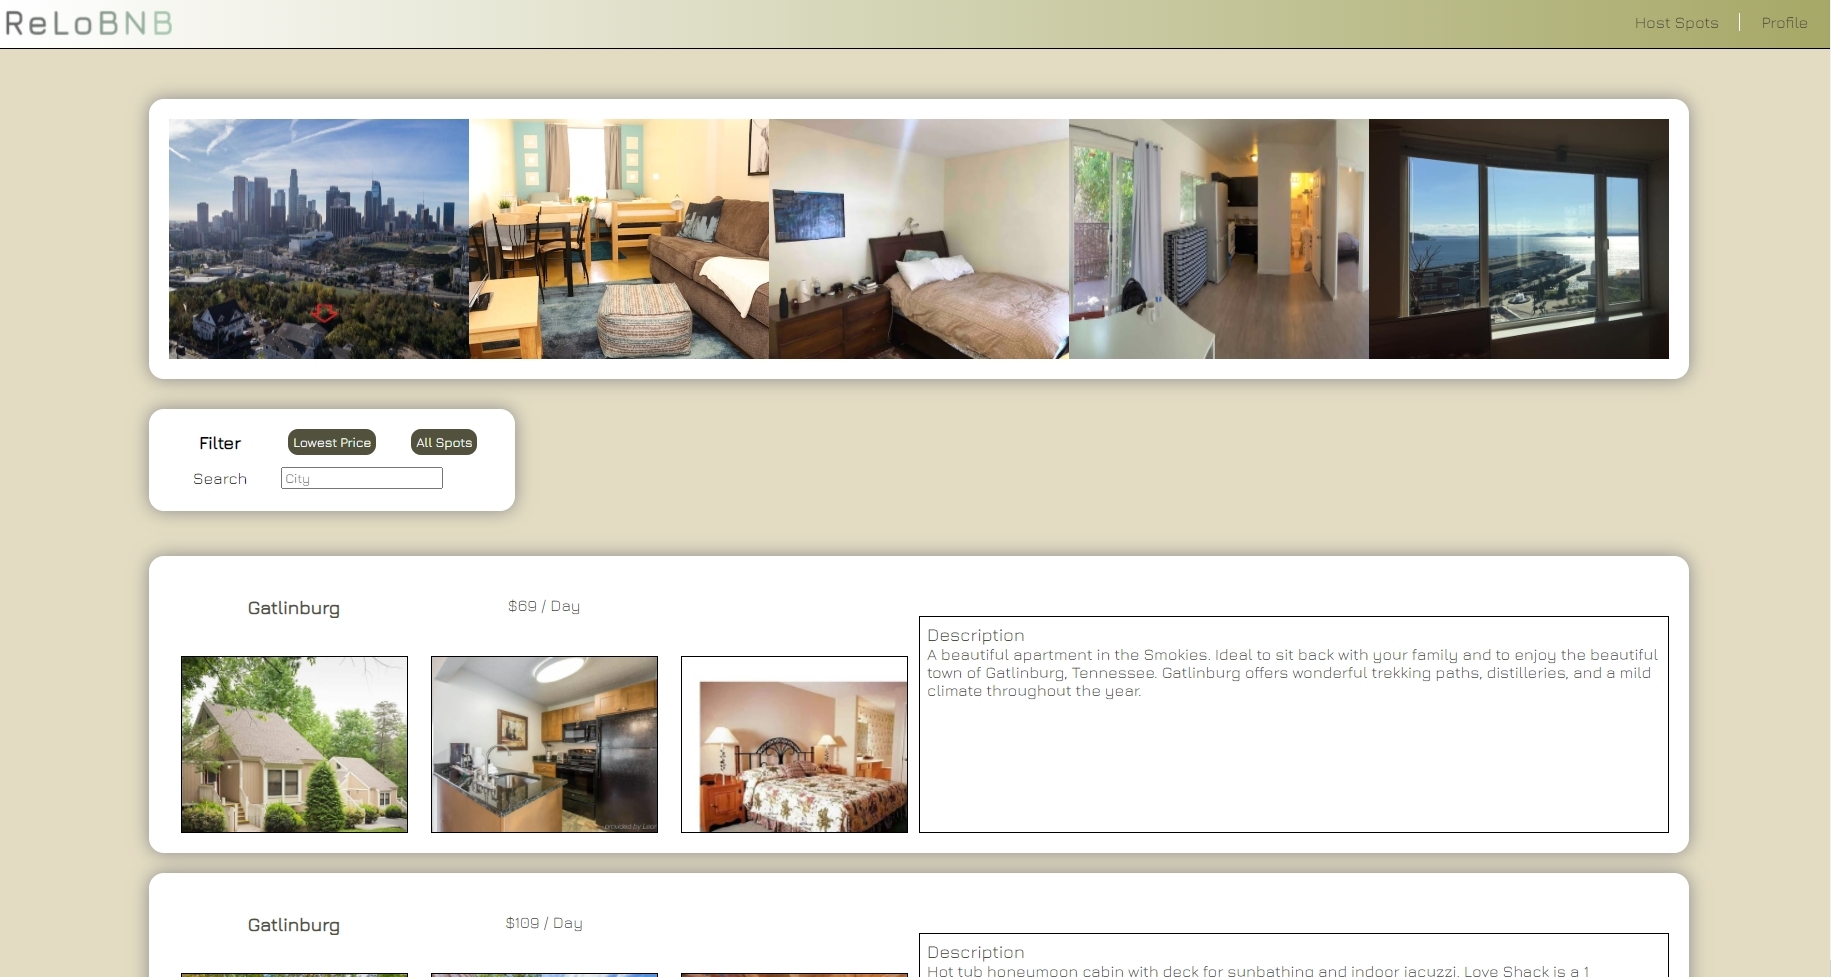 ReLoBNB
Host Spots
Profile
Filter
Lowest Price
All Spots
Search
City
Gatlinburg
$69 / Day
Description
A beautiful apartment in the Smokies. Ideal to sit back with your family and to enjoy the beautiful
town of Gatlinburg, Tennessee. Gatlinburg offers wonderful trekking paths, distilleries, and a mild
climate throughout the year.
provided by
Gatlinburg
$109 / Day
Description
Hot tub honeymoon cabin with deck for sunbathing and indoor jacuzzi. Love Shack is a 1